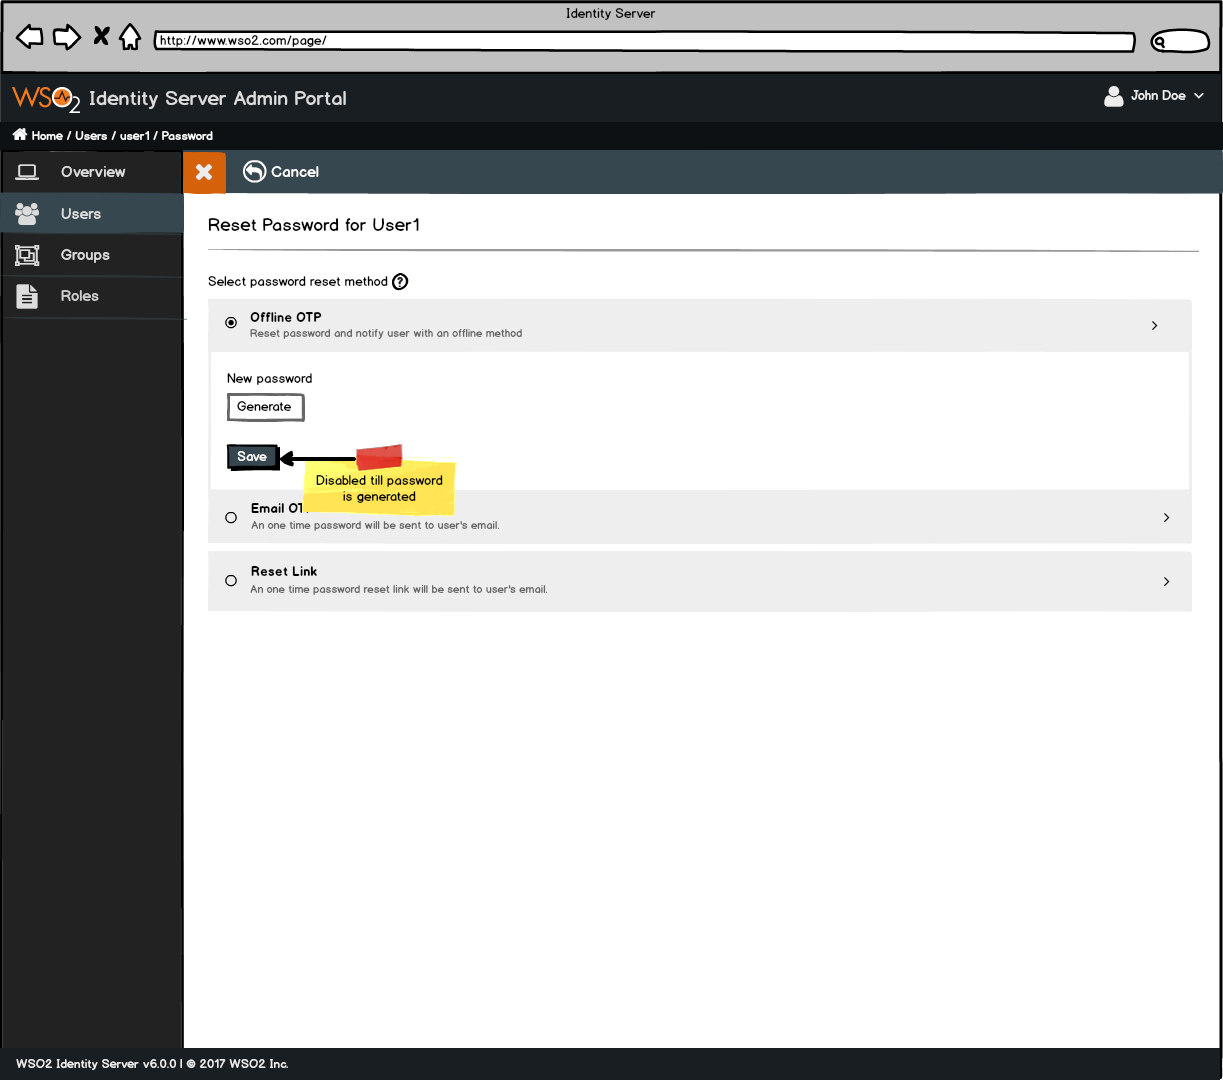 Identity Server
http://www.wso2.com/page/
WSO2 Identity Server Admin Portal
John Doe
Home / Users / user1 / Password
Overview
Cancel
Users
Groups
Roles
Reset Password for User1
Select password reset method ?
Offline OTP
Reset password and notify user with an offline method
New password
Generate
Save
Disabled till password
is generated
Email OT
An one time password will be sent to user's email.
Reset Link
An one time password reset link will be sent to user's email.
WSO2 Identity Server v6.0.0 | © 2017 WSO2 Inc.